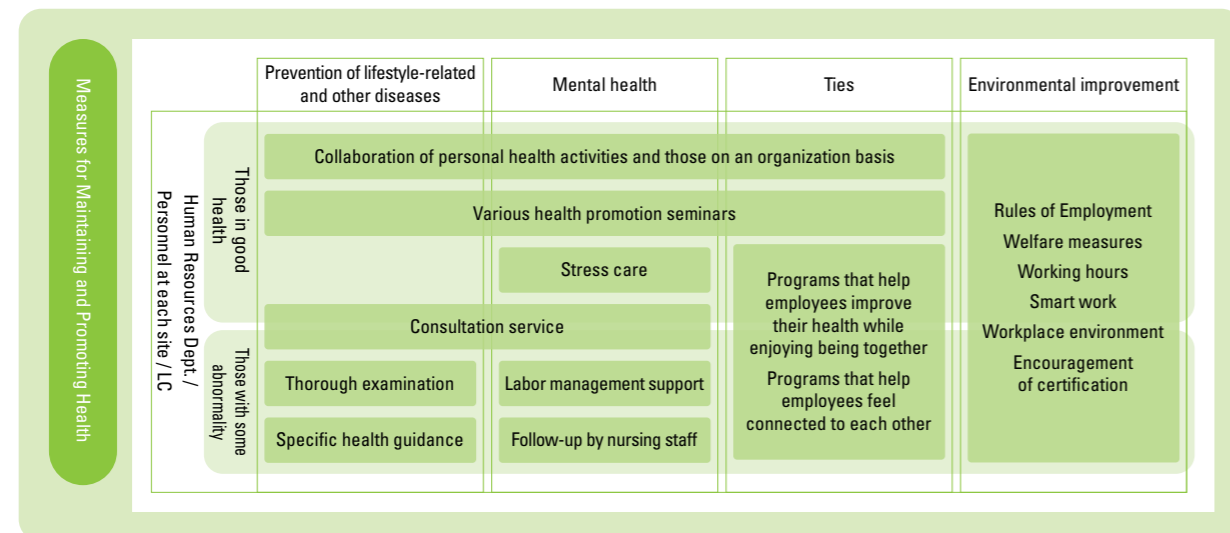 Measures for Maintaining and Promoting Health
Prevention of lifestyle-related
and other diseases
Mental health
Ties
Environmental improvement
Human Resources Dept. /
Personnel at each site / LC
Those in good
health
Those with some
abnormality
Collaboration of personal health activities and those on an organization basis
Various health promotion seminars
Stress care
Consultation service
Thorough examination
Labor management support
Specific health guidance
Follow-up by nursing staff
Programs that help
employees improve
their health while
enjoying being together
Programs that help
employees feel
connected to each other
Rules of Employment
Welfare measures
Working hours
Smart work
Workplace environment
Encouragement
of certification